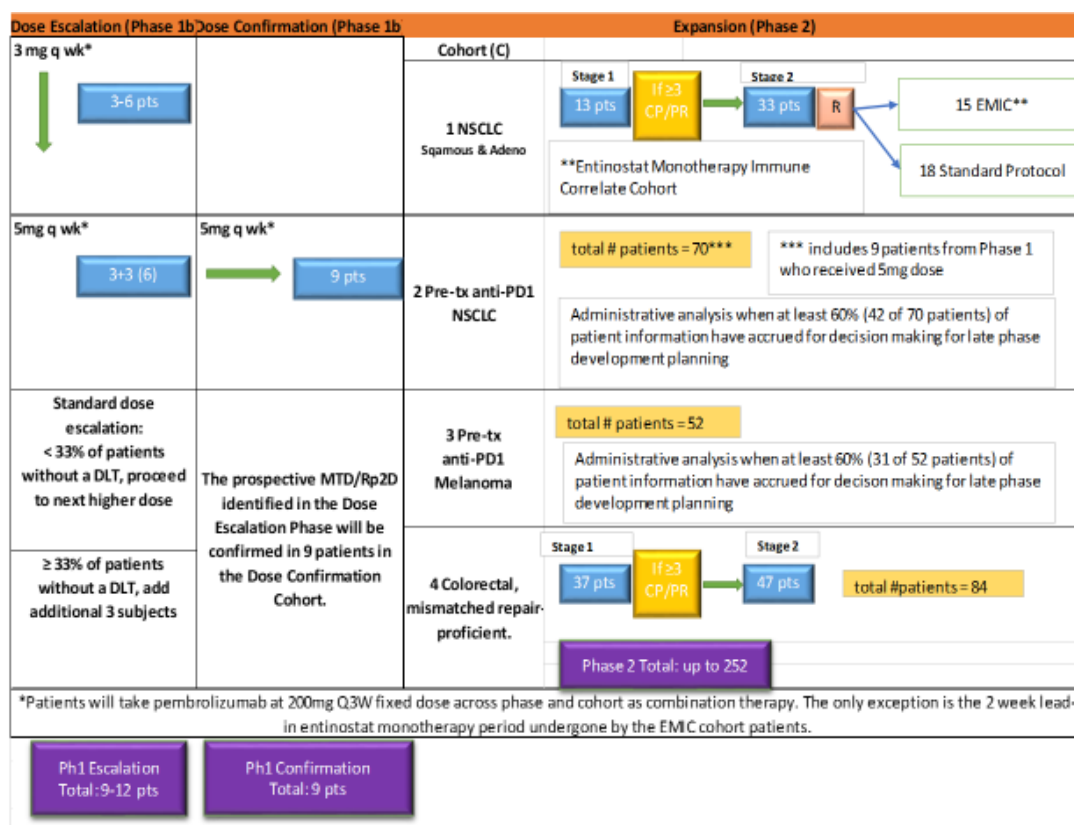 Dose Escalation (Phase 1b)
Dose Confirmation (Phase 1b
Expansion (Phase 2)
3 mg q wk*
3-6 pts
Cohort (C)
1 NSCLC
Sqamous & Adeno
Stage 1
13 pts
If ≥3
CP/PR
Stage 2
33 pts
R
15 EMIC**
18 Standard Protocol
**Entinostat Monotherapy Immune
Correlate Cohort
5mg q wk*
3+3 (6)
5mg q wk*
9 pts
2 Pre-tx anti-PD1
NSCLC
total # patients = 70***
*** includes 9 patients from Phase 1
who received 5mg dose
Administrative analysis when at least 60% (42 of 70 patients) of
patient information have accrued for decision making for late phase
development planning
Standard dose
escalation:
< 33% of patients
without a DLT, proceed
to next higher dose
≥ 33% of patients
without a DLT, add
additional 3 subjects
The prospective MTD/Rp2D
identified in the Dose
Escalation Phase will be
confirmed in 9 patients in
the Dose Confirmation
Cohort.
3 Pre-tx
anti-PD1
Melanoma
total # patients = 52
Administrative analysis when at least 60% (31 of 52 patients) of
patient information have accrued for decison making for late phase
development planning
4 Colorectal,
mismatched repair-
proficient.
Stage 1
37 pts
If ≥3
CP/PR
Stage 2
47 pts
total #patients = 84
Phase 2 Total: up to 252
*Patients will take pembrolizumab at 200mg Q3W fixed dose across phase and cohort as combination therapy. The only exception is the 2 week lead-
in entinostat monotherapy period undergone by the EMIC cohort patients.
Ph1 Escalation
Total: 9-12 pts
Ph1 Confirmation
Total: 9 pts